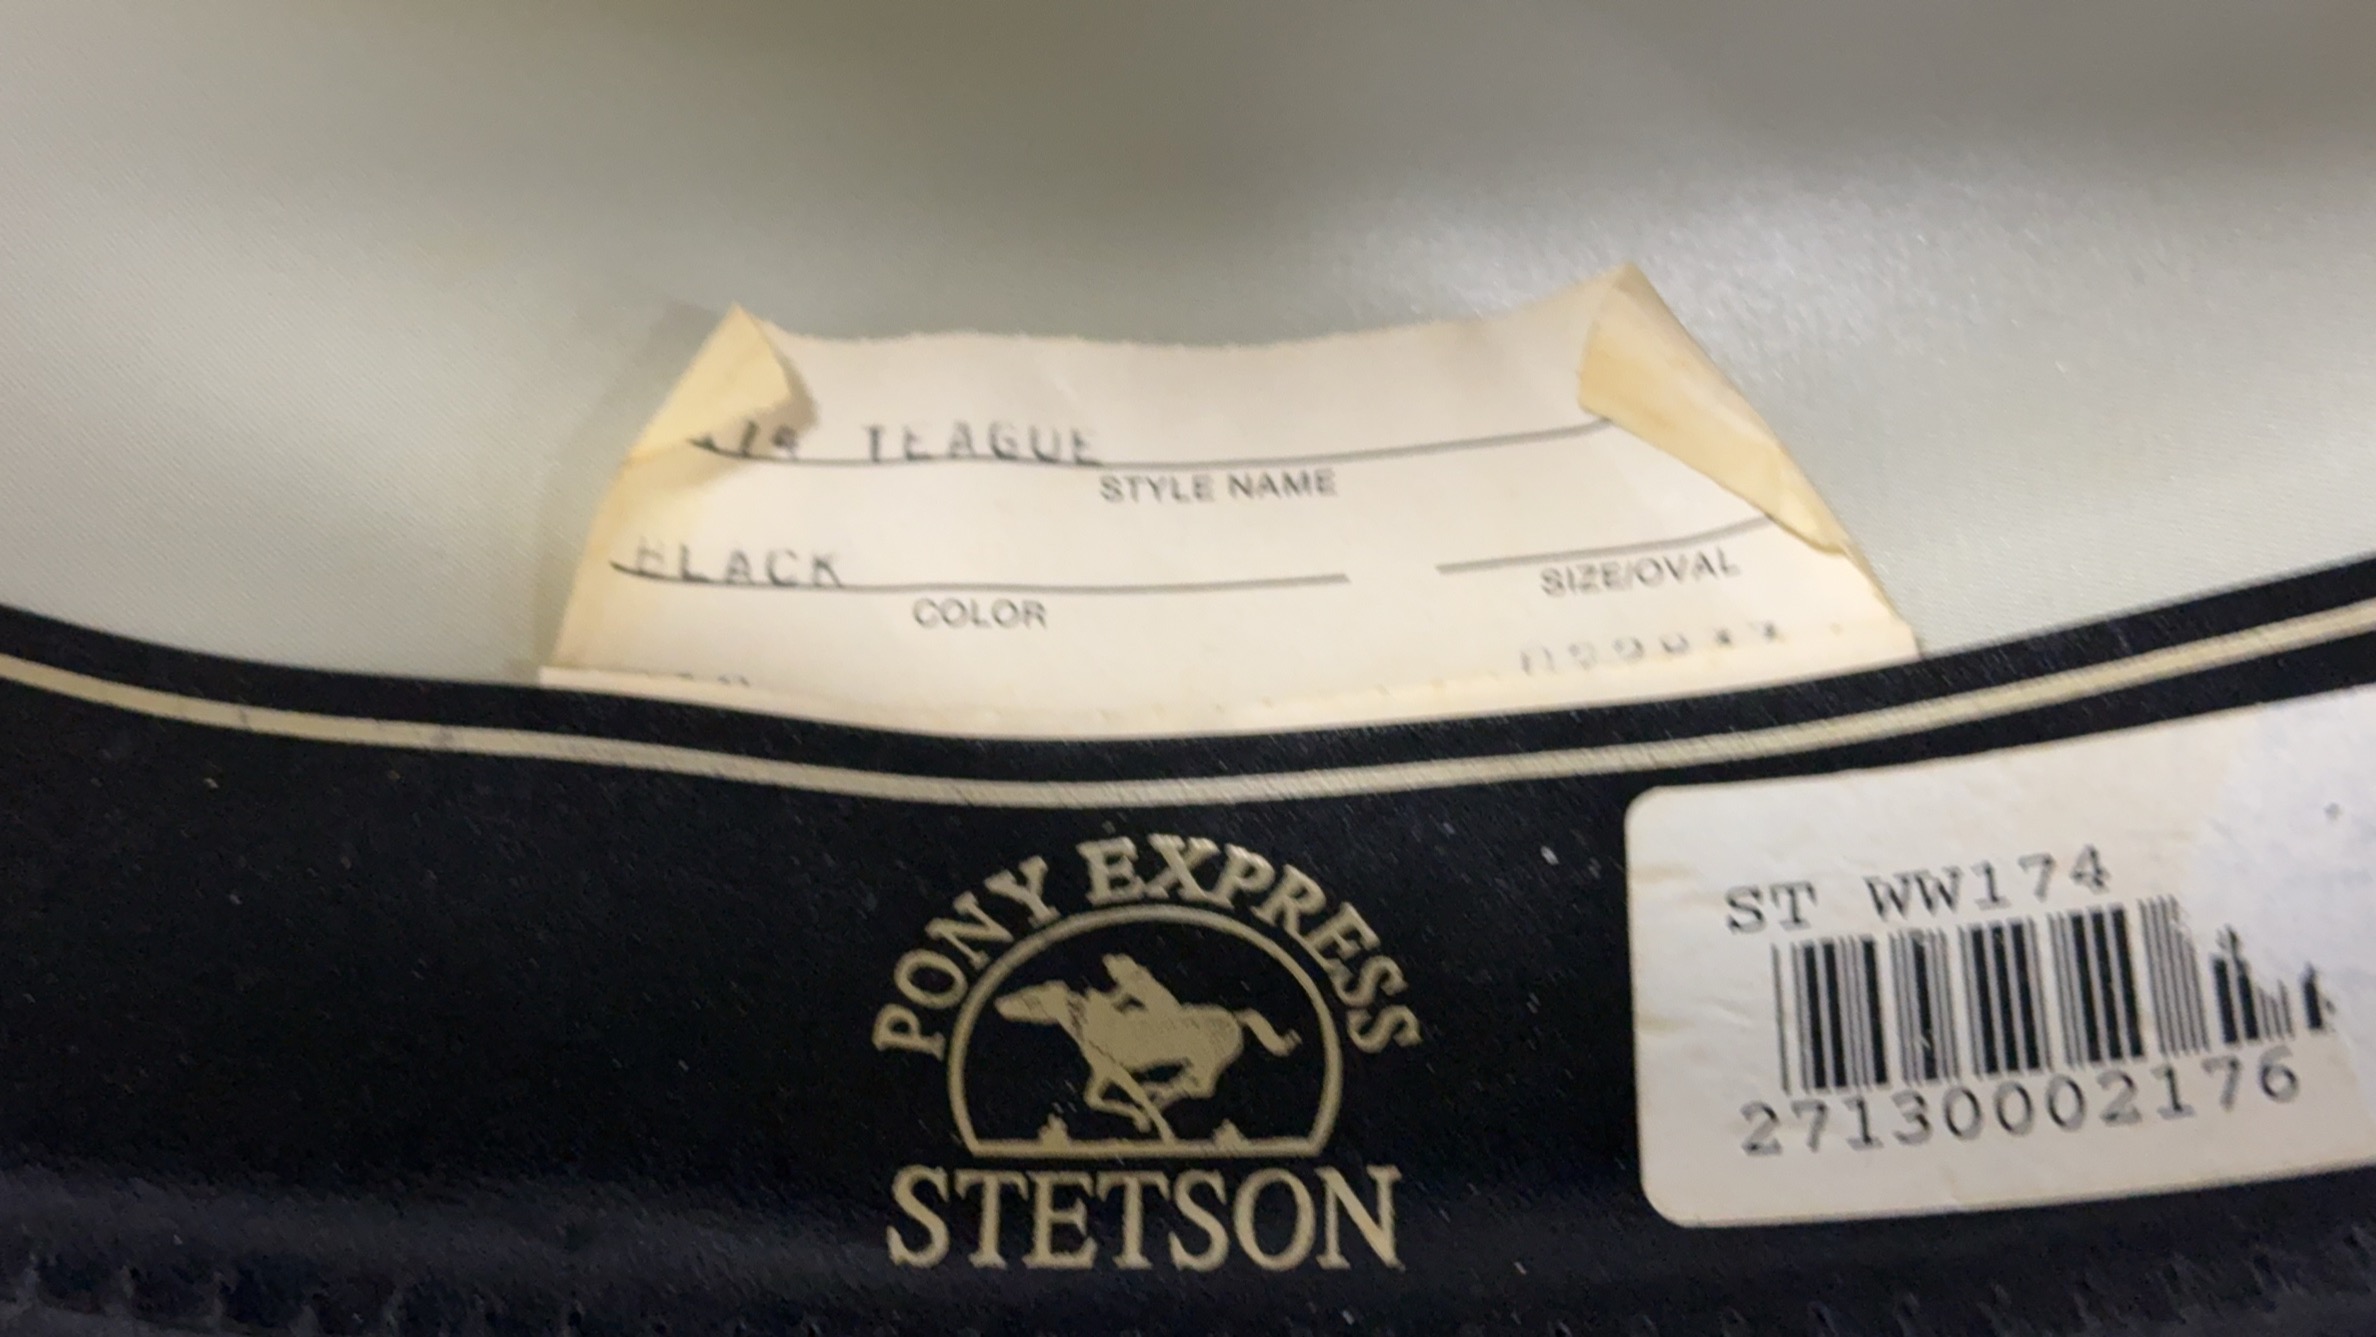 TEAGUE
STYLE NAME
BLACK
COLOR
SIZE/OVAL
PONY EXPRESS
STETSON
ST WW174
27130002176